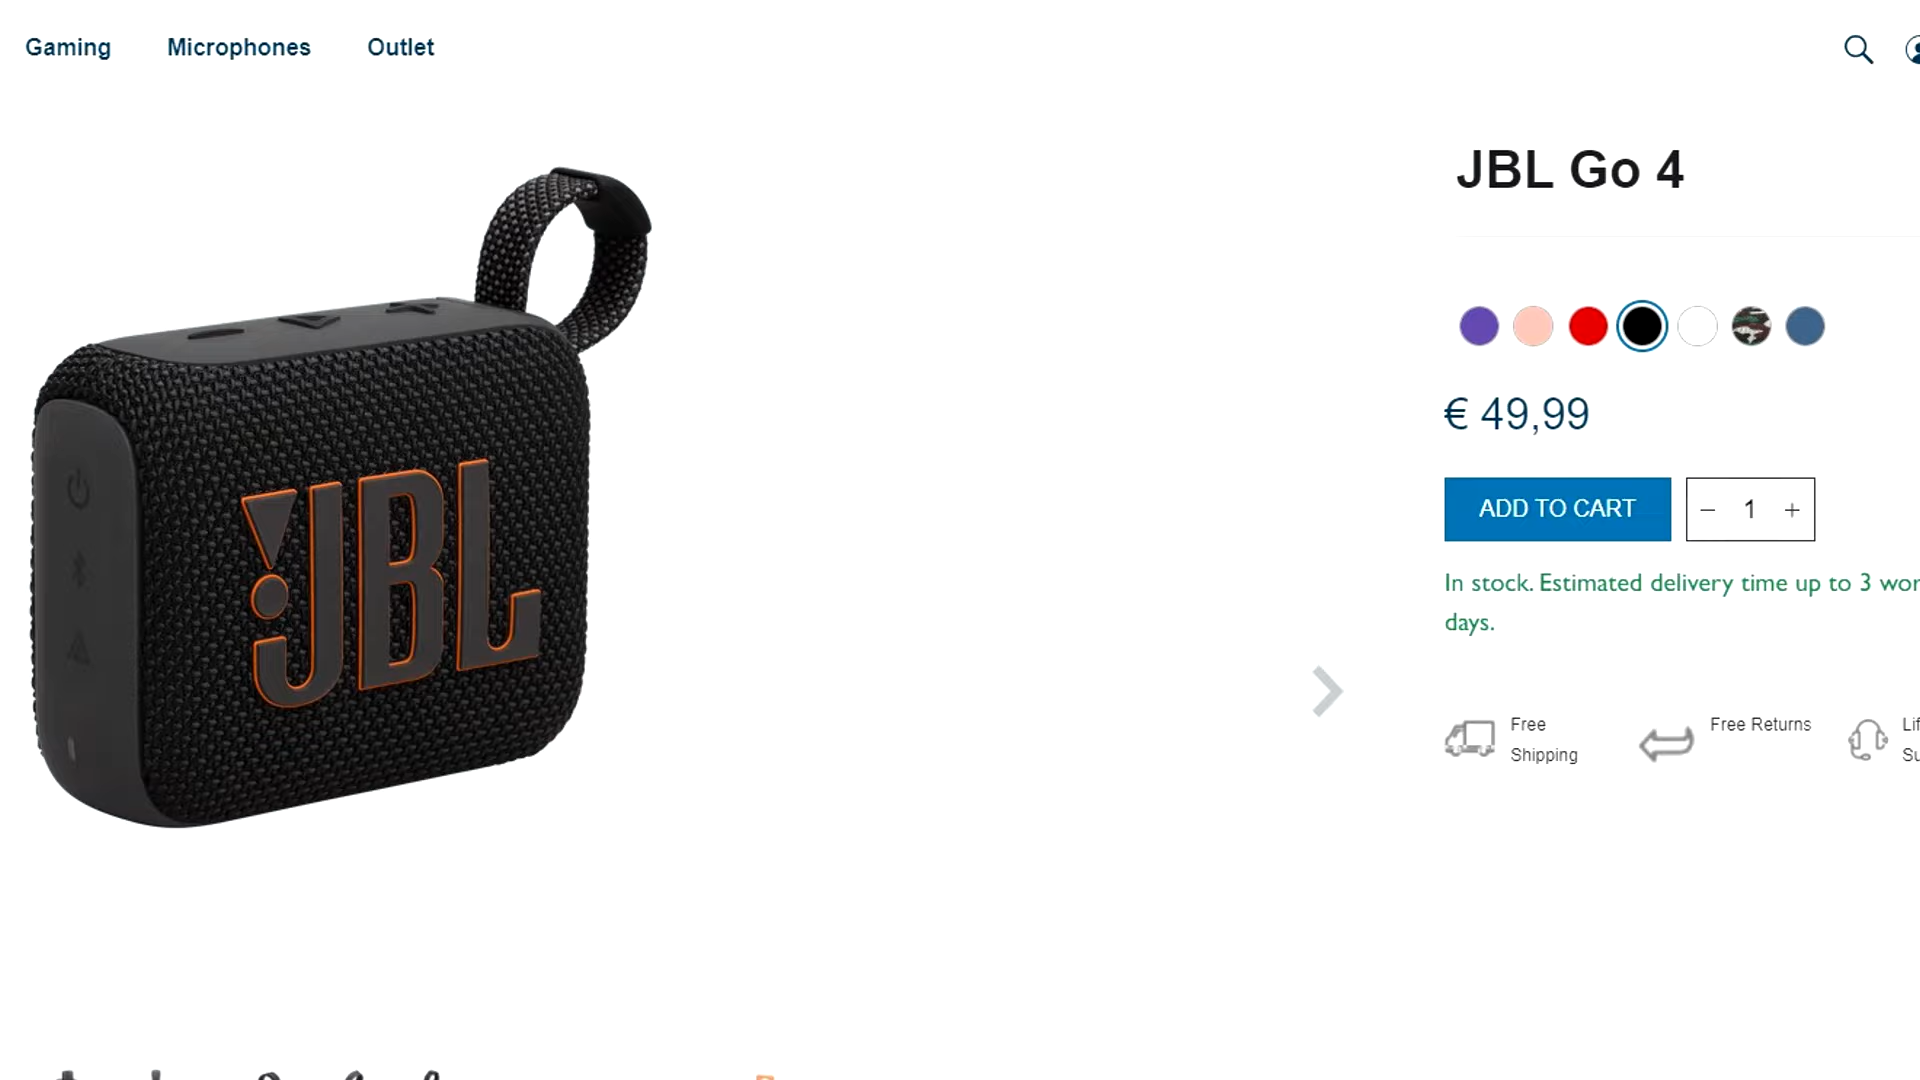 Gaming Microphones Outlet
JBL Go 4
JBL
€ 49,99
ADD TO CART − 1 +
In stock. Estimated delivery time up to 3
days.
Free
Shipping
Free Returns